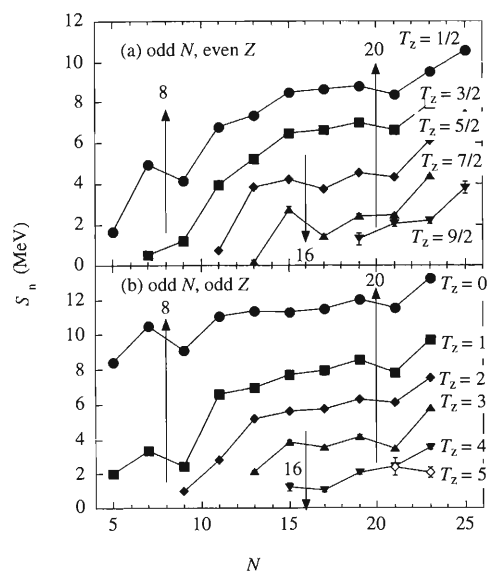 12
10
8
6
4
2
0
(a) odd N, even Z
8
20
16
T_z = 1/2
T_z = 3/2
T_z = 5/2
T_z = 7/2
T_z = 9/2
S_n (MeV)
12
10
8
6
4
2
0
(b) odd N, odd Z
8
20
16
T_z = 0
T_z = 1
T_z = 2
T_z = 3
T_z = 4
T_z = 5
5
10
15
20
25
N